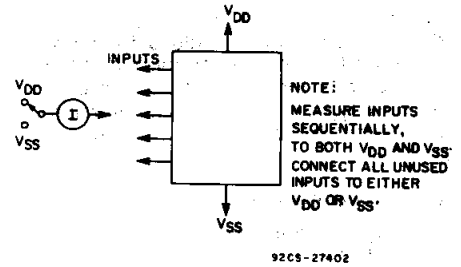 VDD
INPUTS
VDD
I
VSS
NOTE:
MEASURE INPUTS
SEQUENTIALLY,
TO BOTH VDD AND VSS.
CONNECT ALL UNUSED
INPUTS TO EITHER
VDD OR VSS.
VSS
92CS-27402